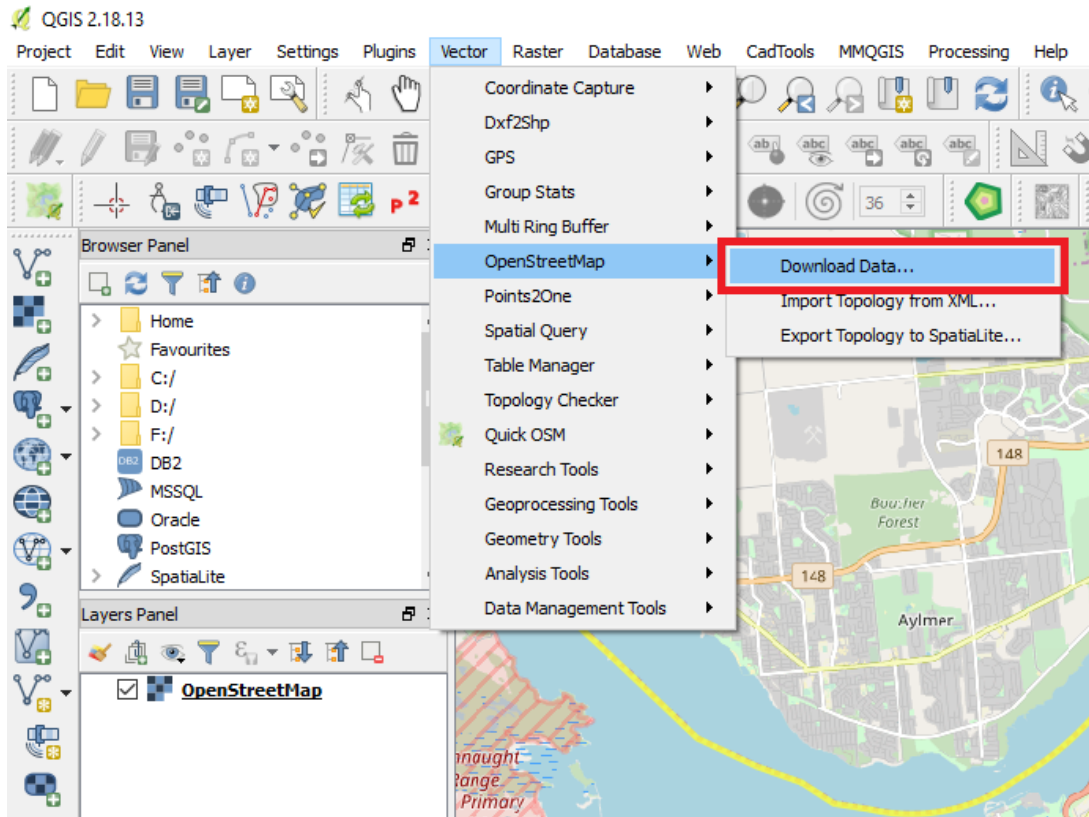 QGIS 2.18.13
Project Edit View Layer Settings Plugins Vector Raster Database Web CadTools MMQGIS Processing Help
Coordinate Capture
Dxf2Shp
GPS
Group Stats
Multi Ring Buffer
OpenStreetMap
Points2One
Spatial Query
Table Manager
Topology Checker
Quick OSM
Research Tools
Geoprocessing Tools
Geometry Tools
Analysis Tools
Data Management Tools
Download Data...
Import Topology from XML...
Export Topology to SpatiaLite...
abc
abc
abc
abc
36
P 2
Browser Panel
Home
Favourites
C:/
D:/
F:/
DB2 DB2
MSSQL
Oracle
PostGIS
SpatiaLite
Layers Panel
OpenStreetMap
148
Boucher
Forest
148
Aylmer
Range
Primary